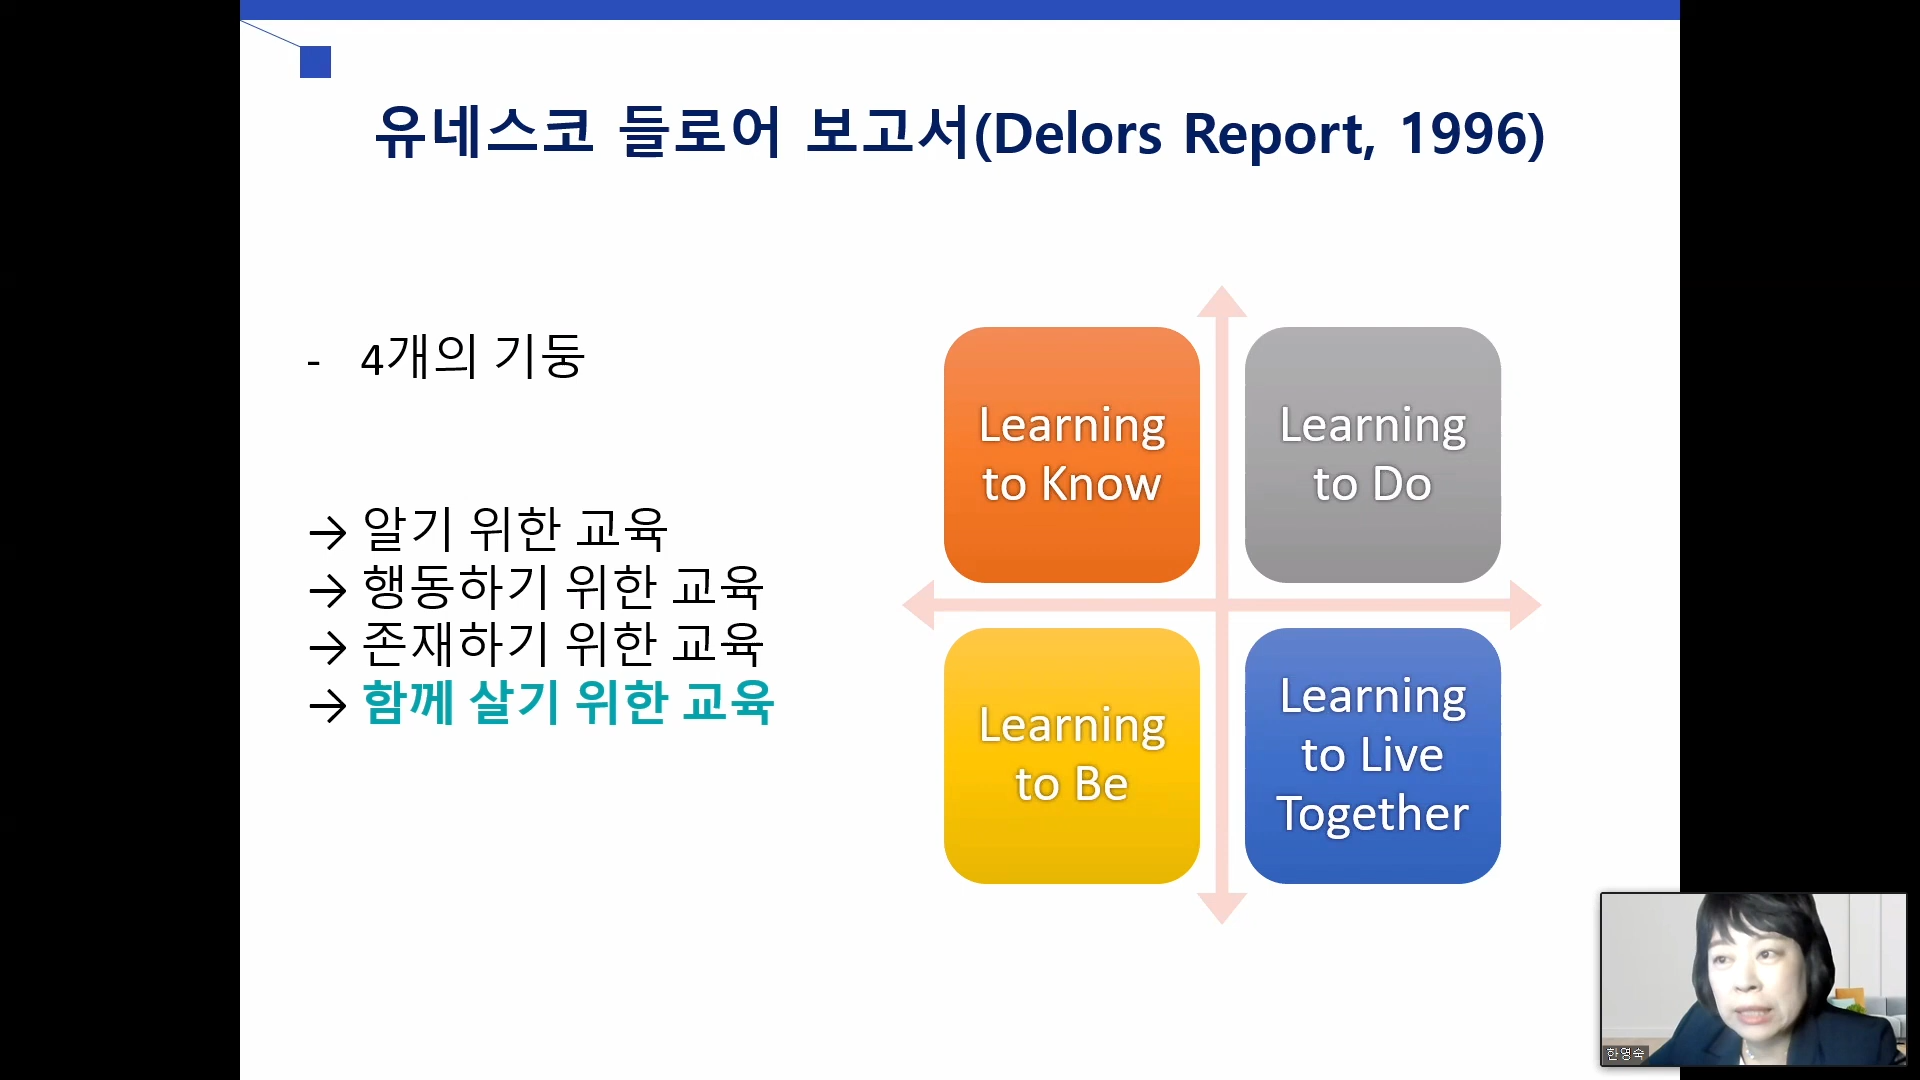 유네스코 들로어 보고서(Delors Report, 1996)
- 4개의 기둥
→ 알기 위한 교육
→ 행동하기 위한 교육
→ 존재하기 위한 교육
→ 함께 살기 위한 교육
Learning
to Know
Learning
to Do
Learning
to Be
Learning
to Live
Together
한영숙